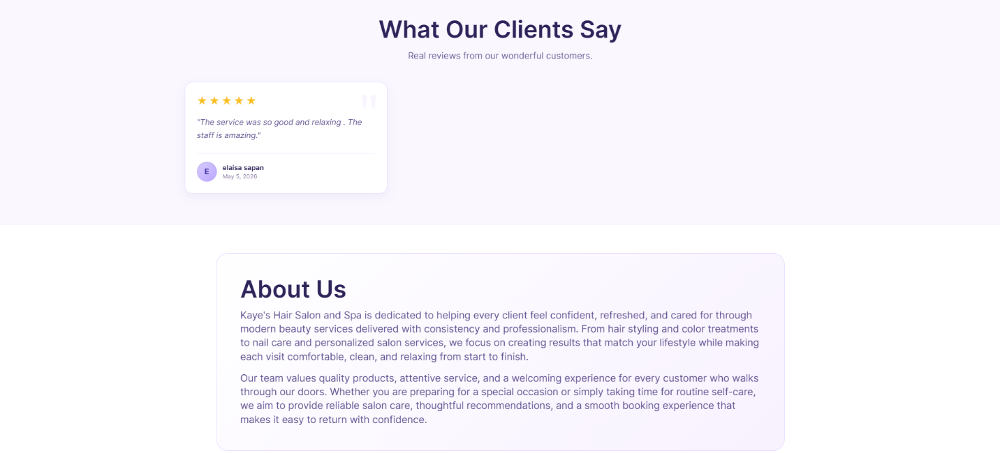 What Our Clients Say
Real reviews from our wonderful customers.
★★★★★
"
"The service was so good and relaxing . The
staff is amazing."
E
elaisa sapan
May 5, 2026
About Us
Kaye's Hair Salon and Spa is dedicated to helping every client feel confident, refreshed, and cared for through
modern beauty services delivered with consistency and professionalism. From hair styling and color treatments
to nail care and personalized salon services, we focus on creating results that match your lifestyle while making
each visit comfortable, clean, and relaxing from start to finish.
Our team values quality products, attentive service, and a welcoming experience for every customer who walks
through our doors. Whether you are preparing for a special occasion or simply taking time for routine self-care,
we aim to provide reliable salon care, thoughtful recommendations, and a smooth booking experience that
makes it easy to return with confidence.